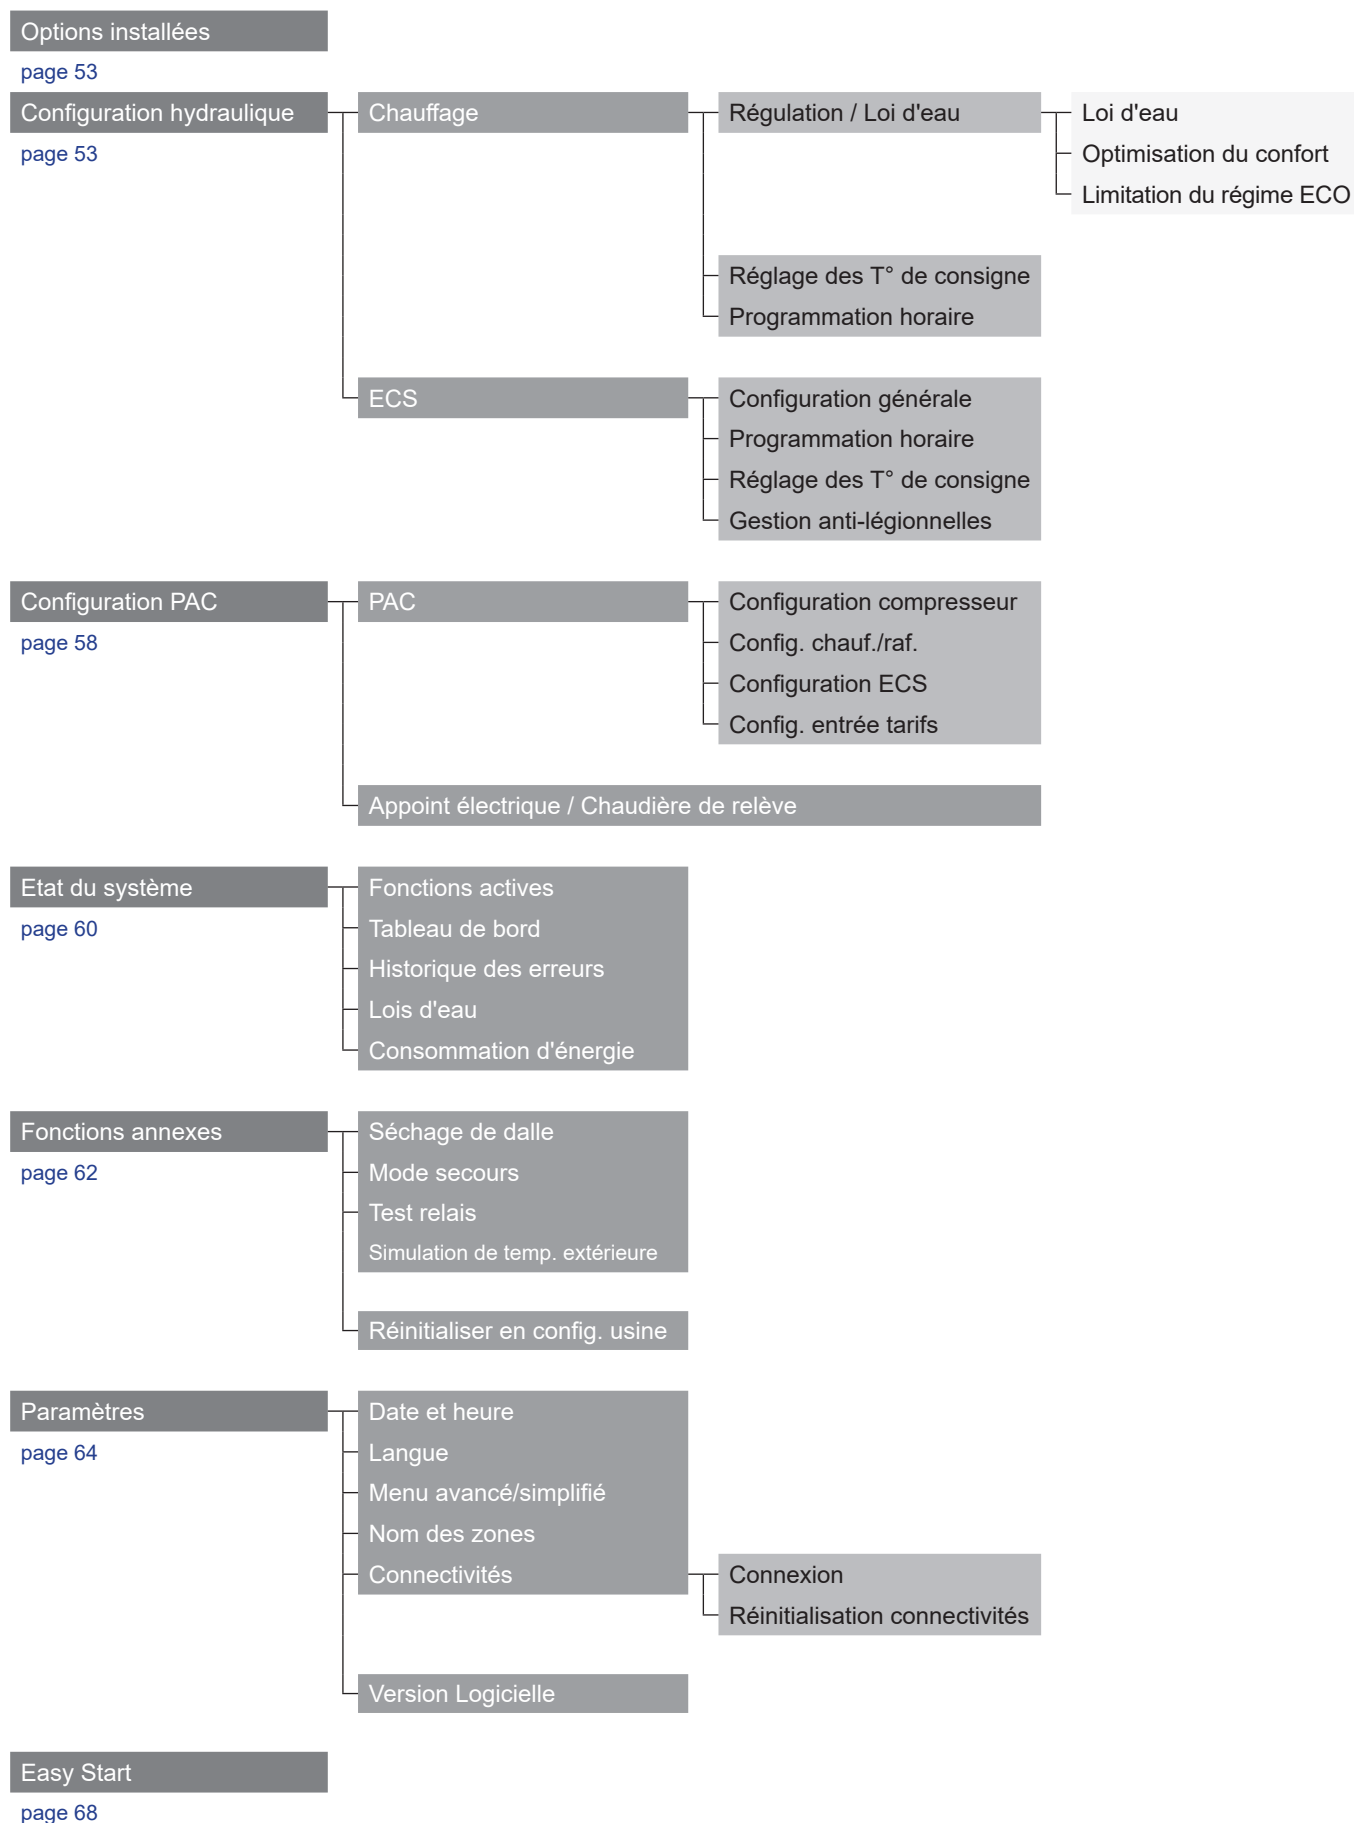 Options installées
page 53
Configuration hydraulique
page 53
Chauffage
Régulation / Loi d'eau
Loi d'eau
Optimisation du confort
Limitation du régime ECO
Réglage des T° de consigne
Programmation horaire
ECS
Configuration générale
Programmation horaire
Réglage des T° de consigne
Gestion anti-légionnelles
Configuration PAC
page 58
PAC
Configuration compresseur
Config. chauf./raf.
Configuration ECS
Config. entrée tarifs
Appoint électrique / Chaudière de relève
Etat du système
page 60
Fonctions actives
Tableau de bord
Historique des erreurs
Lois d'eau
Consommation d'énergie
Fonctions annexes
page 62
Séchage de dalle
Mode secours
Test relais
Simulation de temp. extérieure
Réinitialiser en config. usine
Paramètres
page 64
Date et heure
Langue
Menu avancé/simplifié
Nom des zones
Connectivités
Connexion
Réinitialisation connectivités
Version Logicielle
Easy Start
page 68